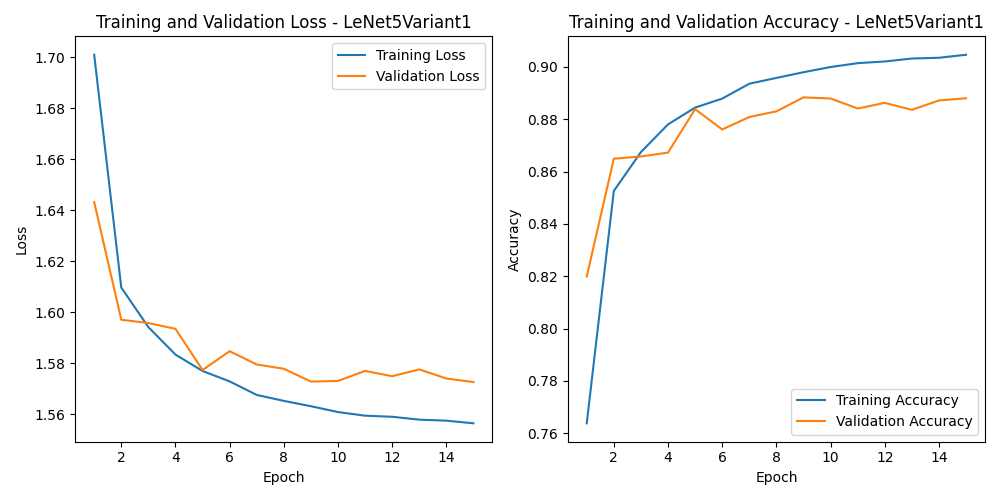 Training and Validation Loss - LeNet5Variant1
Training Loss
Validation Loss
1.70
1.68
1.66
1.64
1.62
1.60
1.58
1.56
Loss
2 4 6 8 10 12 14
Epoch
Training and Validation Accuracy - LeNet5Variant1
0.90
0.88
0.86
0.84
0.82
0.80
0.78
0.76
Accuracy
Training Accuracy
Validation Accuracy
2 4 6 8 10 12 14
Epoch